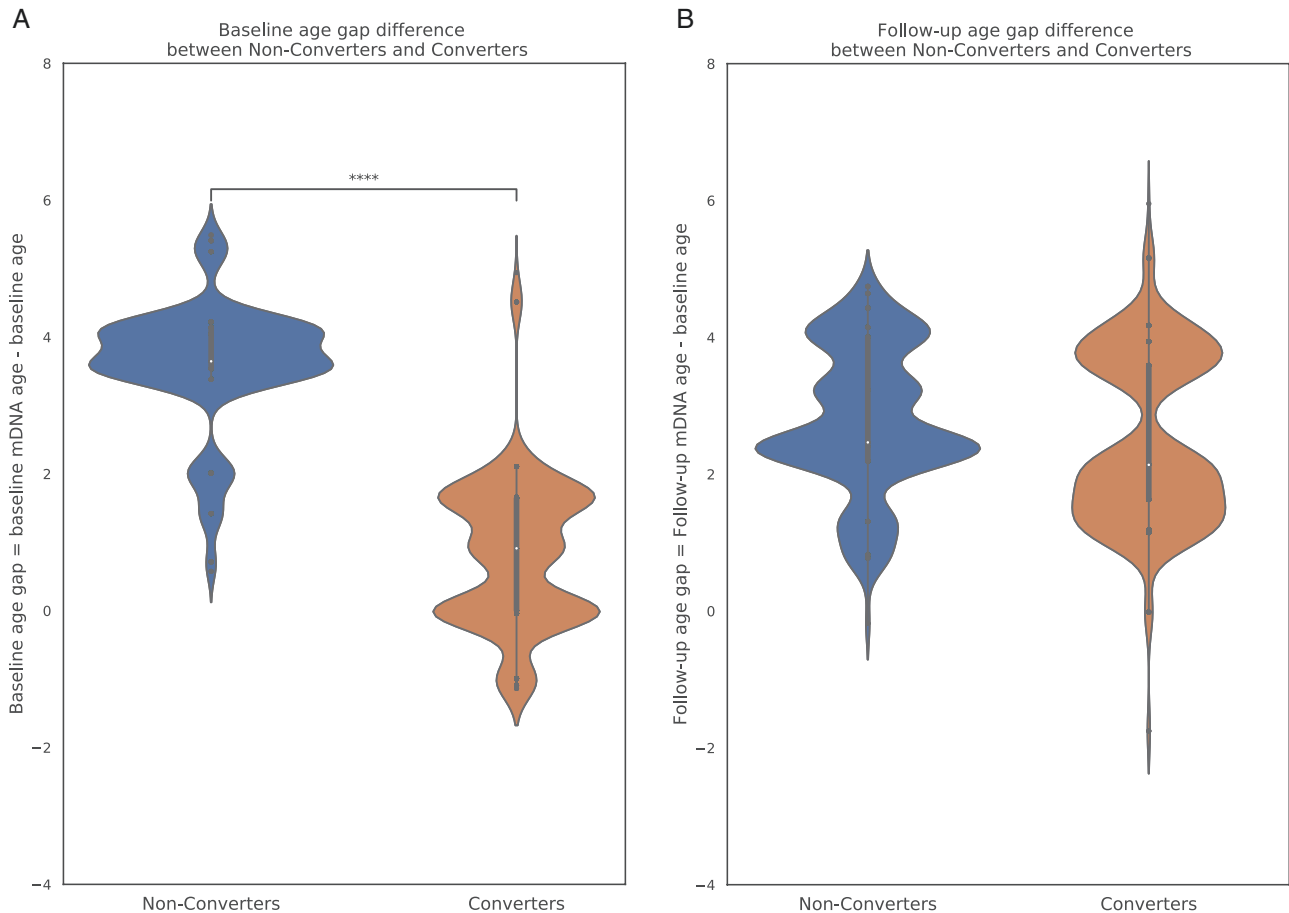 A
Baseline age gap difference
between Non-Converters and Converters
Baseline age gap = baseline mDNA age - baseline age
8
6
4
2
0
−2
−4
****
Non-Converters
Converters
B
Follow-up age gap difference
between Non-Converters and Converters
Follow-up age gap = Follow-up mDNA age - baseline age
8
6
4
2
0
−2
−4
Non-Converters
Converters